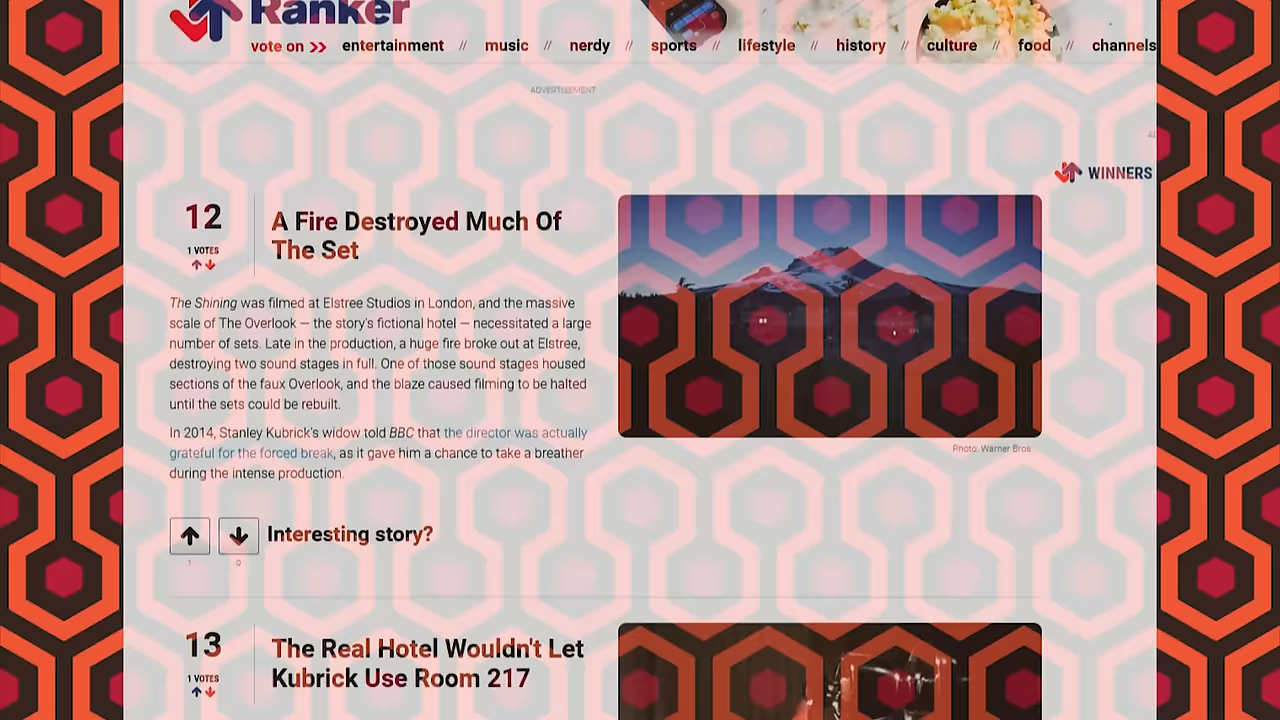 Ranker
vote on >> entertainment // music // nerdy // sports // lifestyle // history // culture // food // channels
ADVERTISEMENT
WINNERS
12
1 VOTES
A Fire Destroyed Much Of
The Set
The Shining was filmed at Elstree Studios in London, and the massive
scale of The Overlook — the story's fictional hotel — necessitated a large
number of sets. Late in the production, a huge fire broke out at Elstree,
destroying two sound stages in full. One of those sound stages housed
sections of the faux Overlook, and the blaze caused filming to be halted
until the sets could be rebuilt.
In 2014, Stanley Kubrick's widow told BBC that the director was actually
grateful for the forced break, as it gave him a chance to take a breather
during the intense production.
Photo: Warner Bros
Interesting story?
1 0
13
1 VOTES
The Real Hotel Wouldn't Let
Kubrick Use Room 217